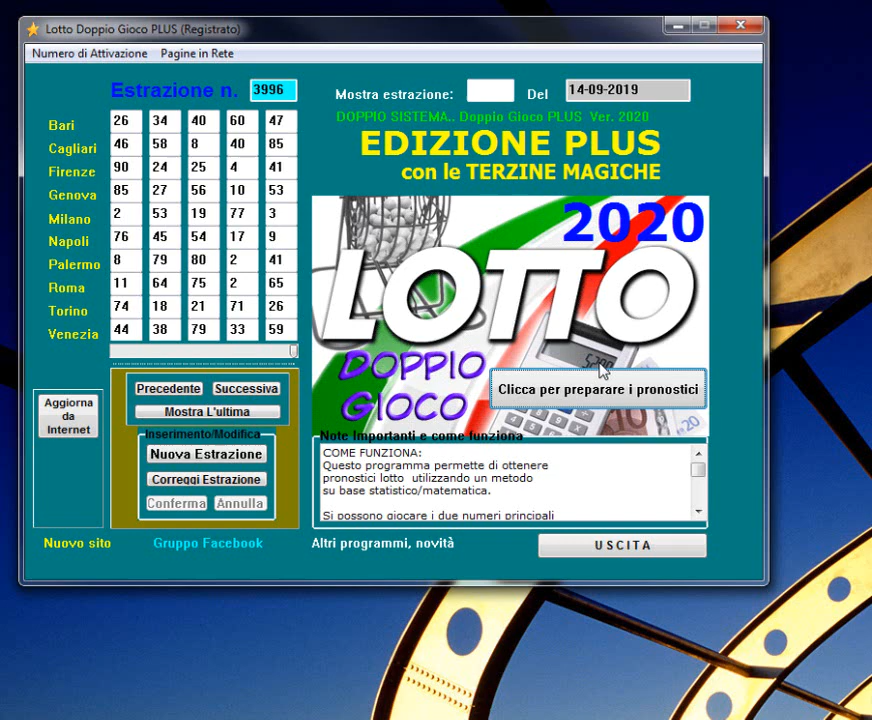 Lotto Doppio Gioco PLUS (Registrato)
Numero di Attivazione Pagine in Rete
Estrazione n. 3996
Mostra estrazione: Del 14-09-2019
Bari 26 34 40 60 47
Cagliari 46 58 8 40 85
Firenze 90 24 25 4 41
Genova 85 27 56 10 53
Milano 2 53 19 77 3
Napoli 76 45 54 17 9
Palermo 8 79 80 2 41
Roma 11 64 75 2 65
Torino 74 18 21 71 26
Venezia 44 38 79 33 59
DOPPIO SISTEMA.. Doppio Gioco PLUS Ver. 2020
EDIZIONE PLUS
con le TERZINE MAGICHE
2020
LOTTO
DOPPIO
GIOCO
Clicca per preparare i pronostici
Aggiorna
da
Internet
Precedente Successiva
Mostra L'ultima
Inserimento/Modifica
Nuova Estrazione
Correggi Estrazione
Conferma Annulla
Note Importanti e come funziona
COME FUNZIONA:
Questo programma permette di ottenere
pronostici lotto utilizzando un metodo
su base statistico/matematica.
Si possono giocare i due numeri principali
Nuovo sito Gruppo Facebook Altri programmi, novità
USCITA